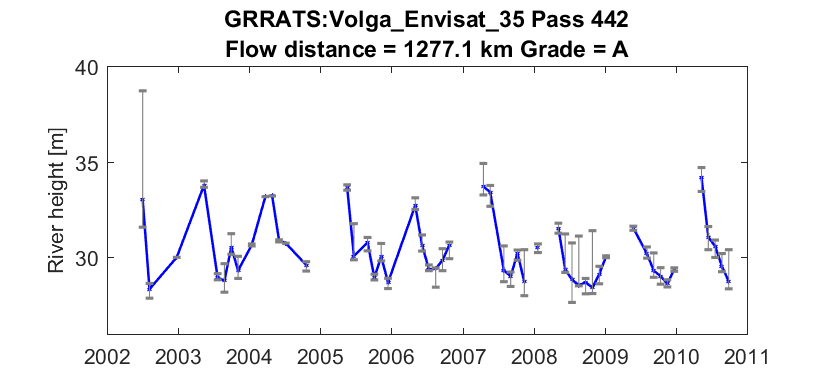 GRRATS:Volga_Envisat_35 Pass 442
Flow distance = 1277.1 km Grade = A
40
35
30
River height [m]
2002 2003 2004 2005 2006 2007 2008 2009 2010 2011